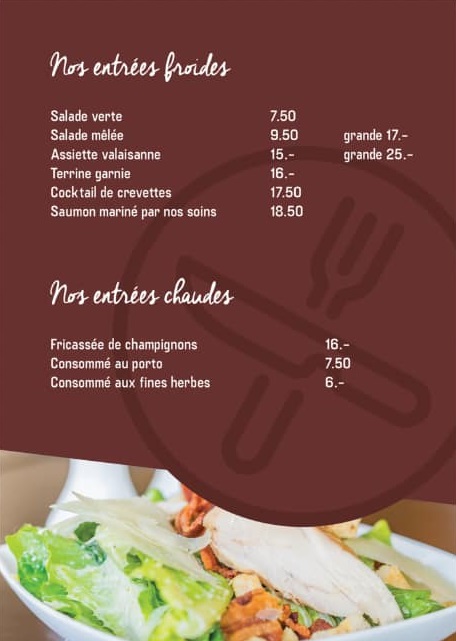 Nos entrées froides
Salade verte 7.50
Salade mêlée 9.50 grande 17.-
Assiette valaisanne 15.- grande 25.-
Terrine garnie 16.-
Cocktail de crevettes 17.50
Saumon mariné par nos soins 18.50
Nos entrées chaudes
Fricassée de champignons 16.-
Consommé au porto 7.50
Consommé aux fines herbes 6.-